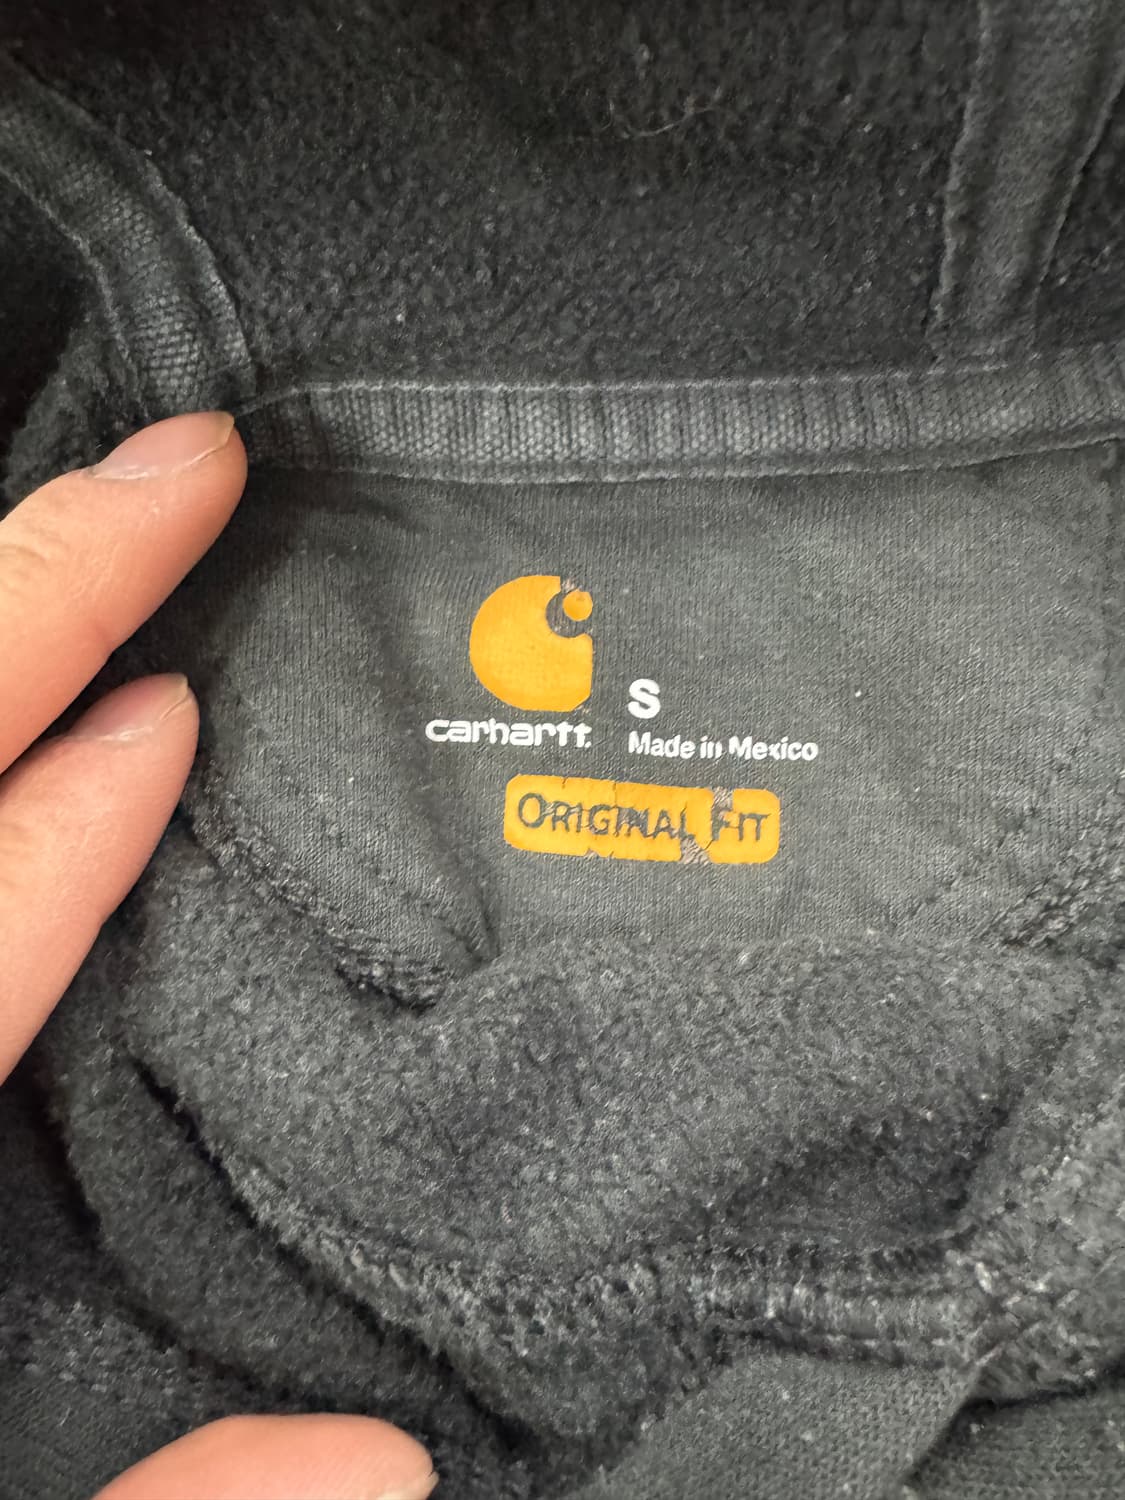 carhartt.
S
Made in Mexico
ORIGINAL FIT